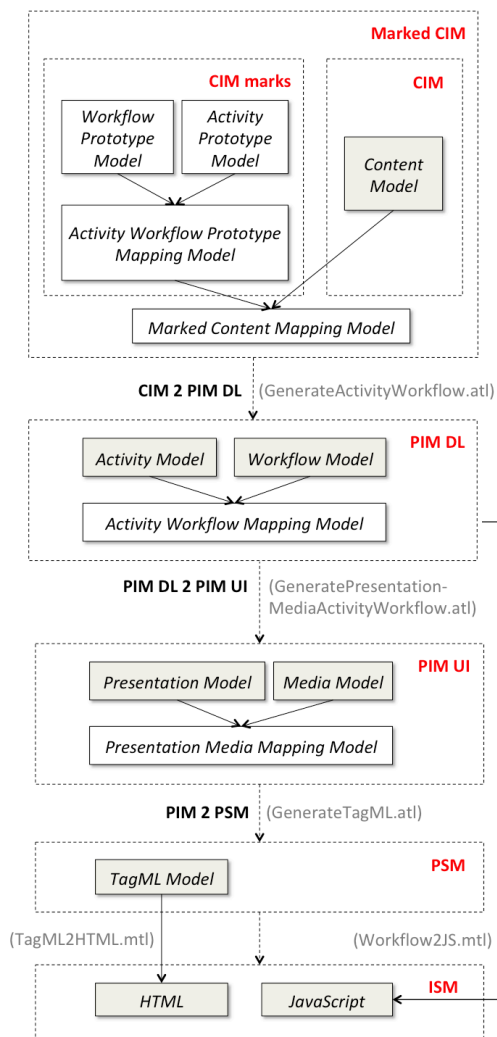 Marked CIM
CIM marks
CIM
Workflow
Prototype
Model
Activity
Prototype
Model
Content
Model
Activity Workflow Prototype
Mapping Model
Marked Content Mapping Model
CIM 2 PIM DL (GenerateActivityWorkflow.atl)
PIM DL
Activity Model Workflow Model
Activity Workflow Mapping Model
PIM DL 2 PIM UI (GeneratePresentation-
MediaActivityWorkflow.atl)
PIM UI
Presentation Model Media Model
Presentation Media Mapping Model
PIM 2 PSM (GenerateTagML.atl)
PSM
TagML Model
(TagML2HTML.mtl) (Workflow2JS.mtl)
ISM
HTML JavaScript